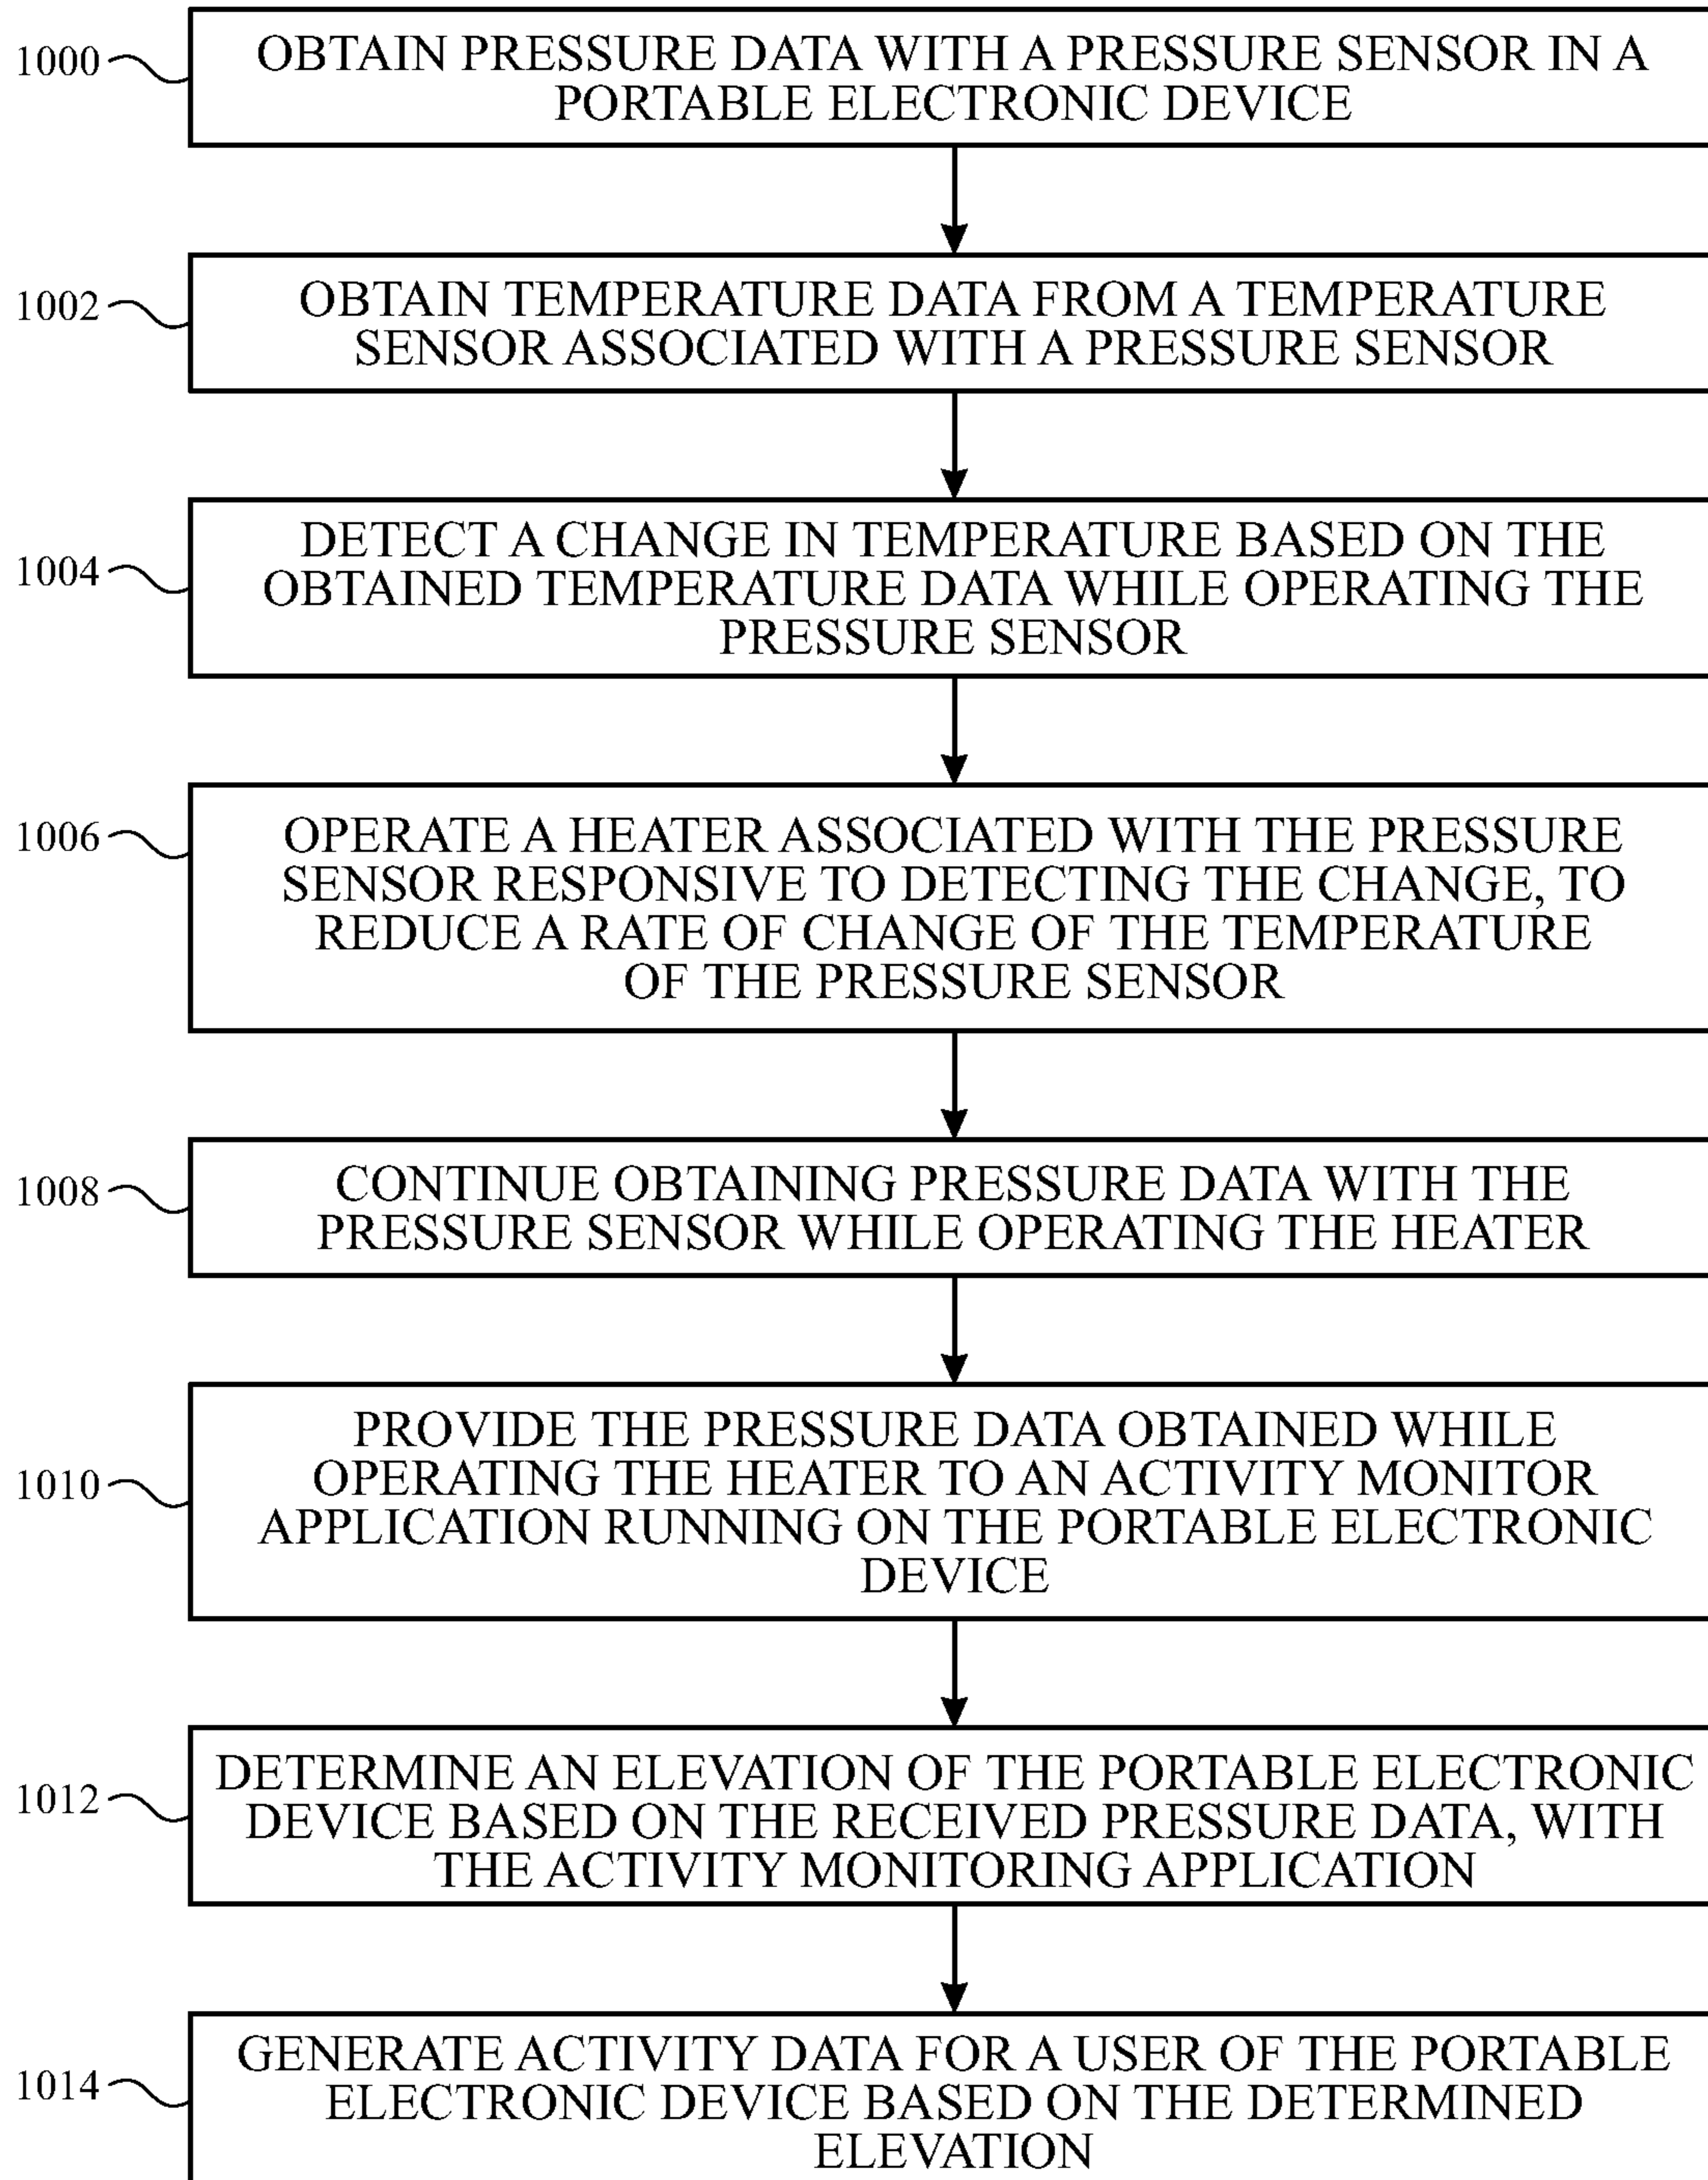 1000
OBTAIN PRESSURE DATA WITH A PRESSURE SENSOR IN A
PORTABLE ELECTRONIC DEVICE
1002
OBTAIN TEMPERATURE DATA FROM A TEMPERATURE
SENSOR ASSOCIATED WITH A PRESSURE SENSOR
1004
DETECT A CHANGE IN TEMPERATURE BASED ON THE
OBTAINED TEMPERATURE DATA WHILE OPERATING THE
PRESSURE SENSOR
1006
OPERATE A HEATER ASSOCIATED WITH THE PRESSURE
SENSOR RESPONSIVE TO DETECTING THE CHANGE, TO
REDUCE A RATE OF CHANGE OF THE TEMPERATURE
OF THE PRESSURE SENSOR
1008
CONTINUE OBTAINING PRESSURE DATA WITH THE
PRESSURE SENSOR WHILE OPERATING THE HEATER
1010
PROVIDE THE PRESSURE DATA OBTAINED WHILE
OPERATING THE HEATER TO AN ACTIVITY MONITOR
APPLICATION RUNNING ON THE PORTABLE ELECTRONIC
DEVICE
1012
DETERMINE AN ELEVATION OF THE PORTABLE ELECTRONIC
DEVICE BASED ON THE RECEIVED PRESSURE DATA, WITH
THE ACTIVITY MONITORING APPLICATION
1014
GENERATE ACTIVITY DATA FOR A USER OF THE PORTABLE
ELECTRONIC DEVICE BASED ON THE DETERMINED
ELEVATION